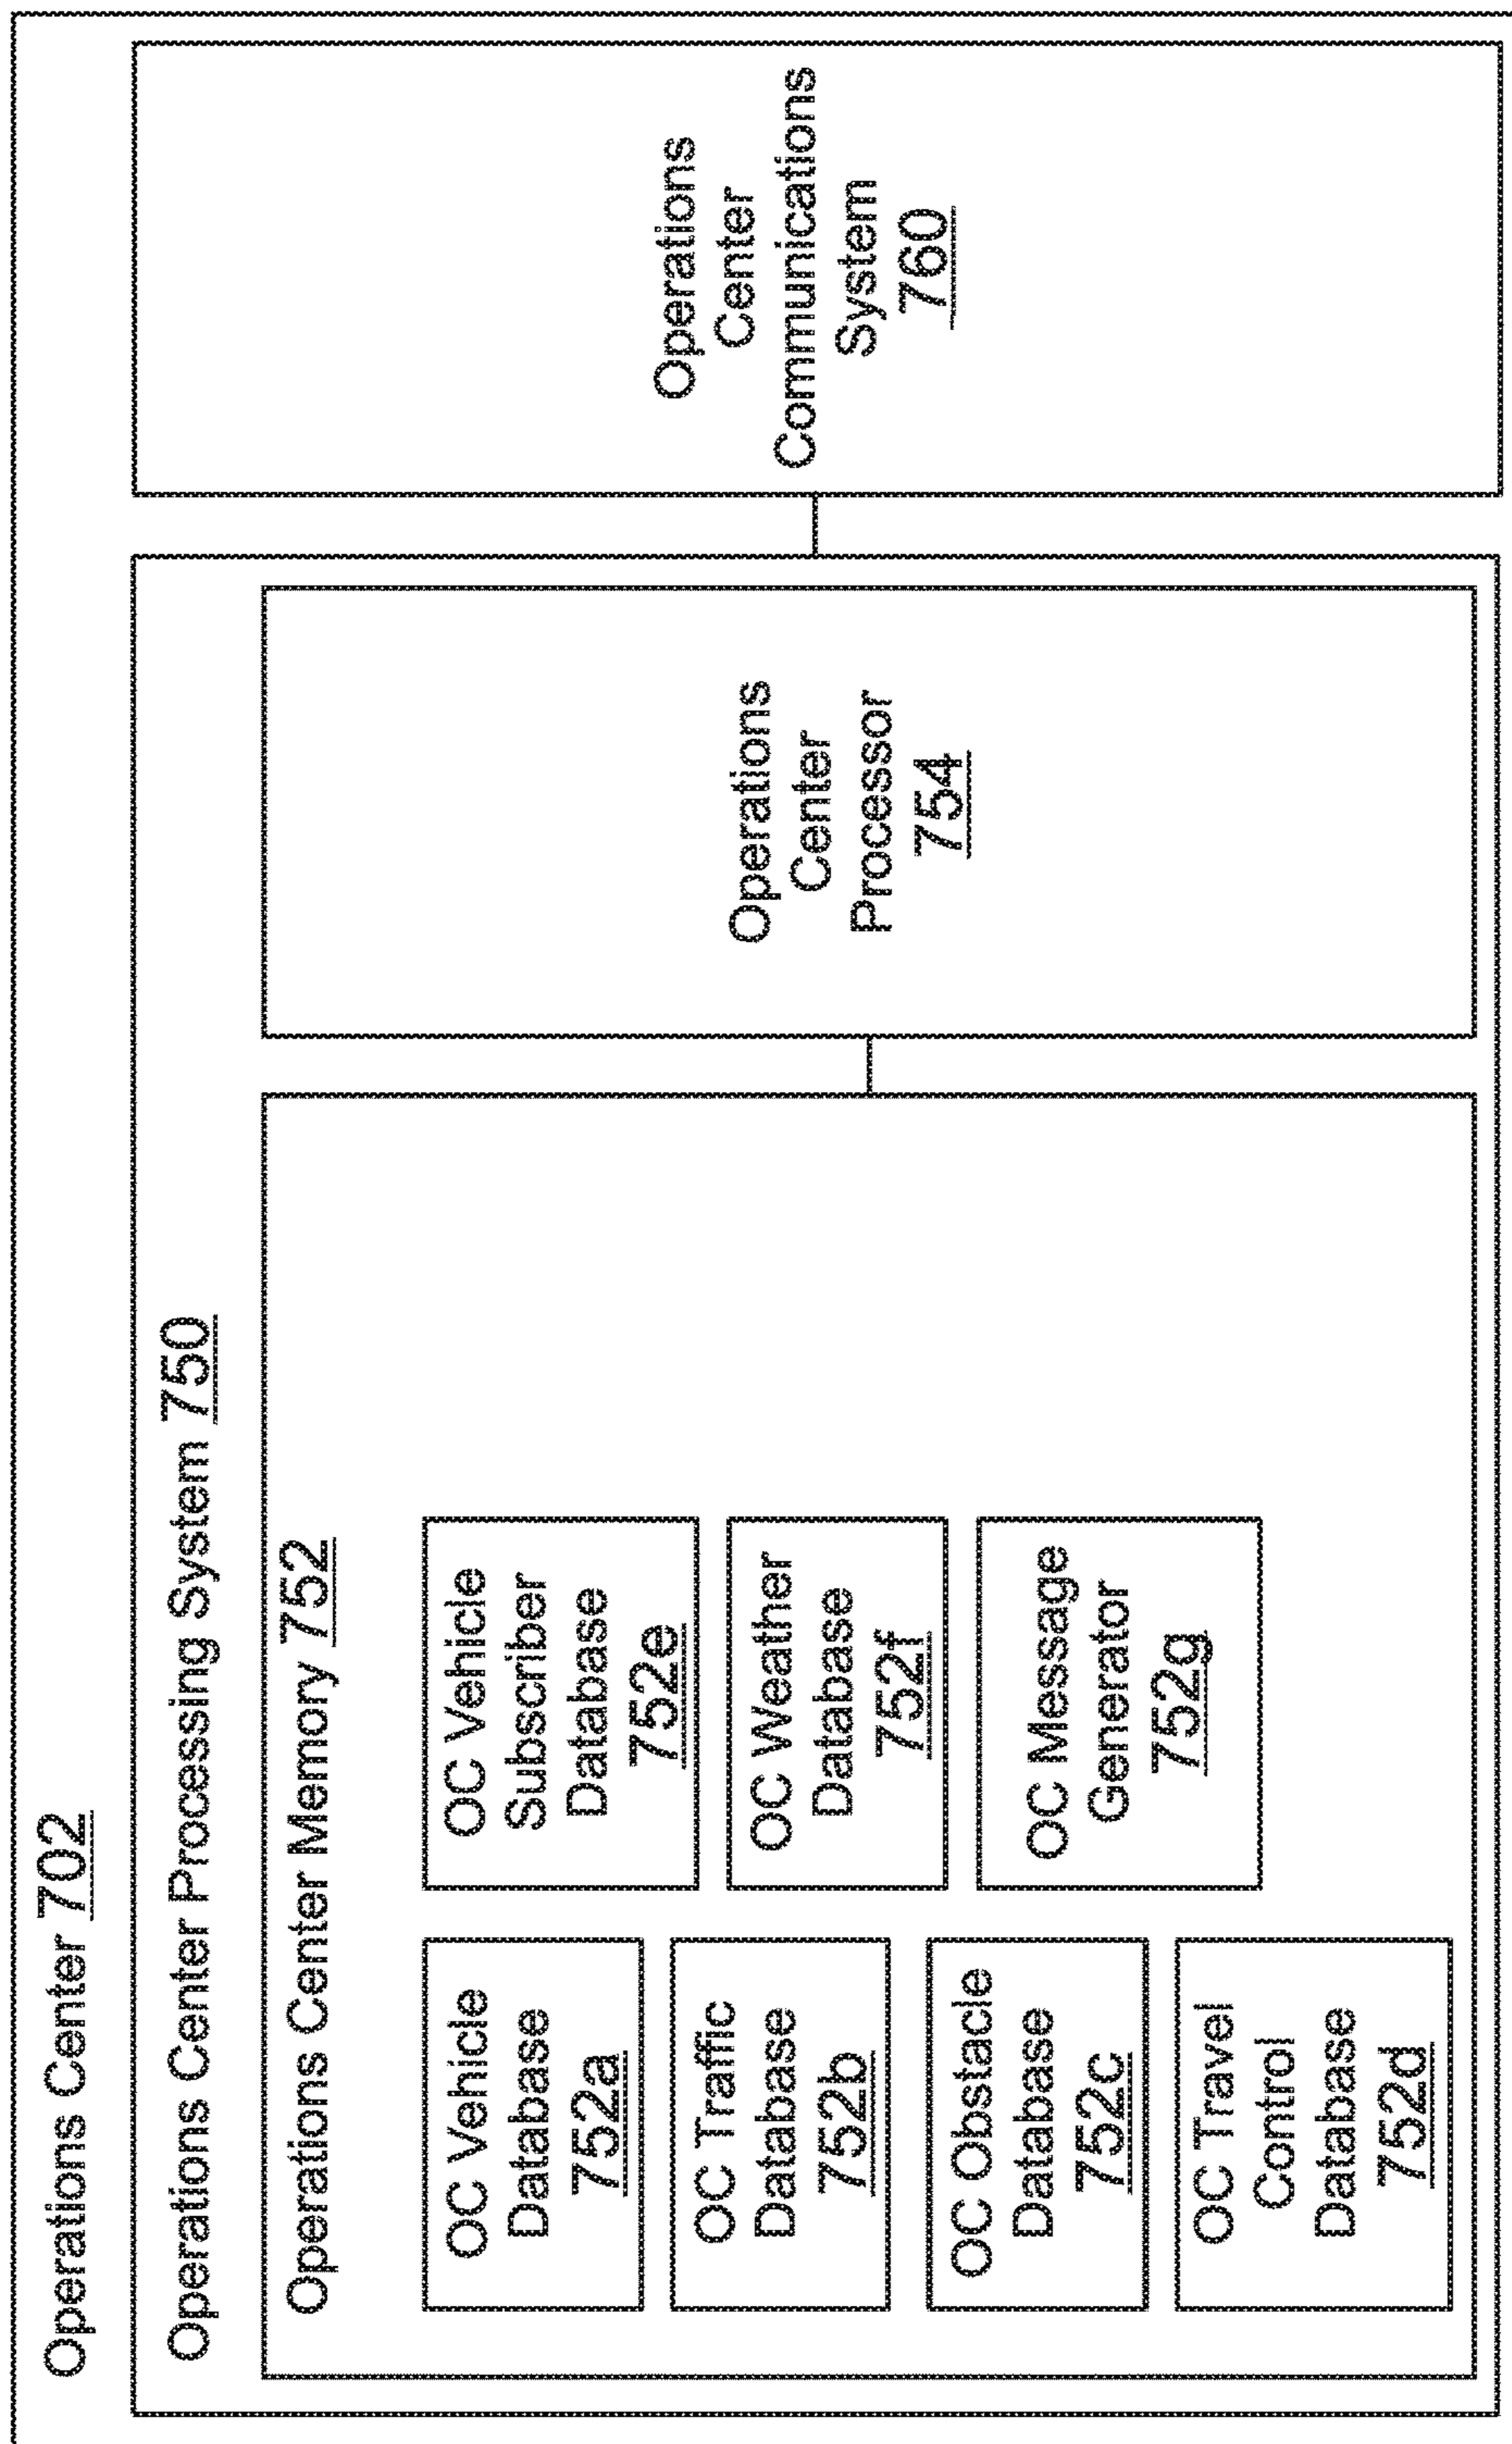 Operations Center 702
Operations Center Processing System 750
Operations Center Memory 752
OC Vehicle
Database
752a
OC Traffic
Database
752b
OC Obstacle
Database
752c
OC Travel
Control
Database
752d
OC Vehicle
Subscriber
Database
752e
OC Weather
Database
752f
OC Message
Generator
752g
Operations
Center
Processor
754
Operations
Center
Communications
System
760